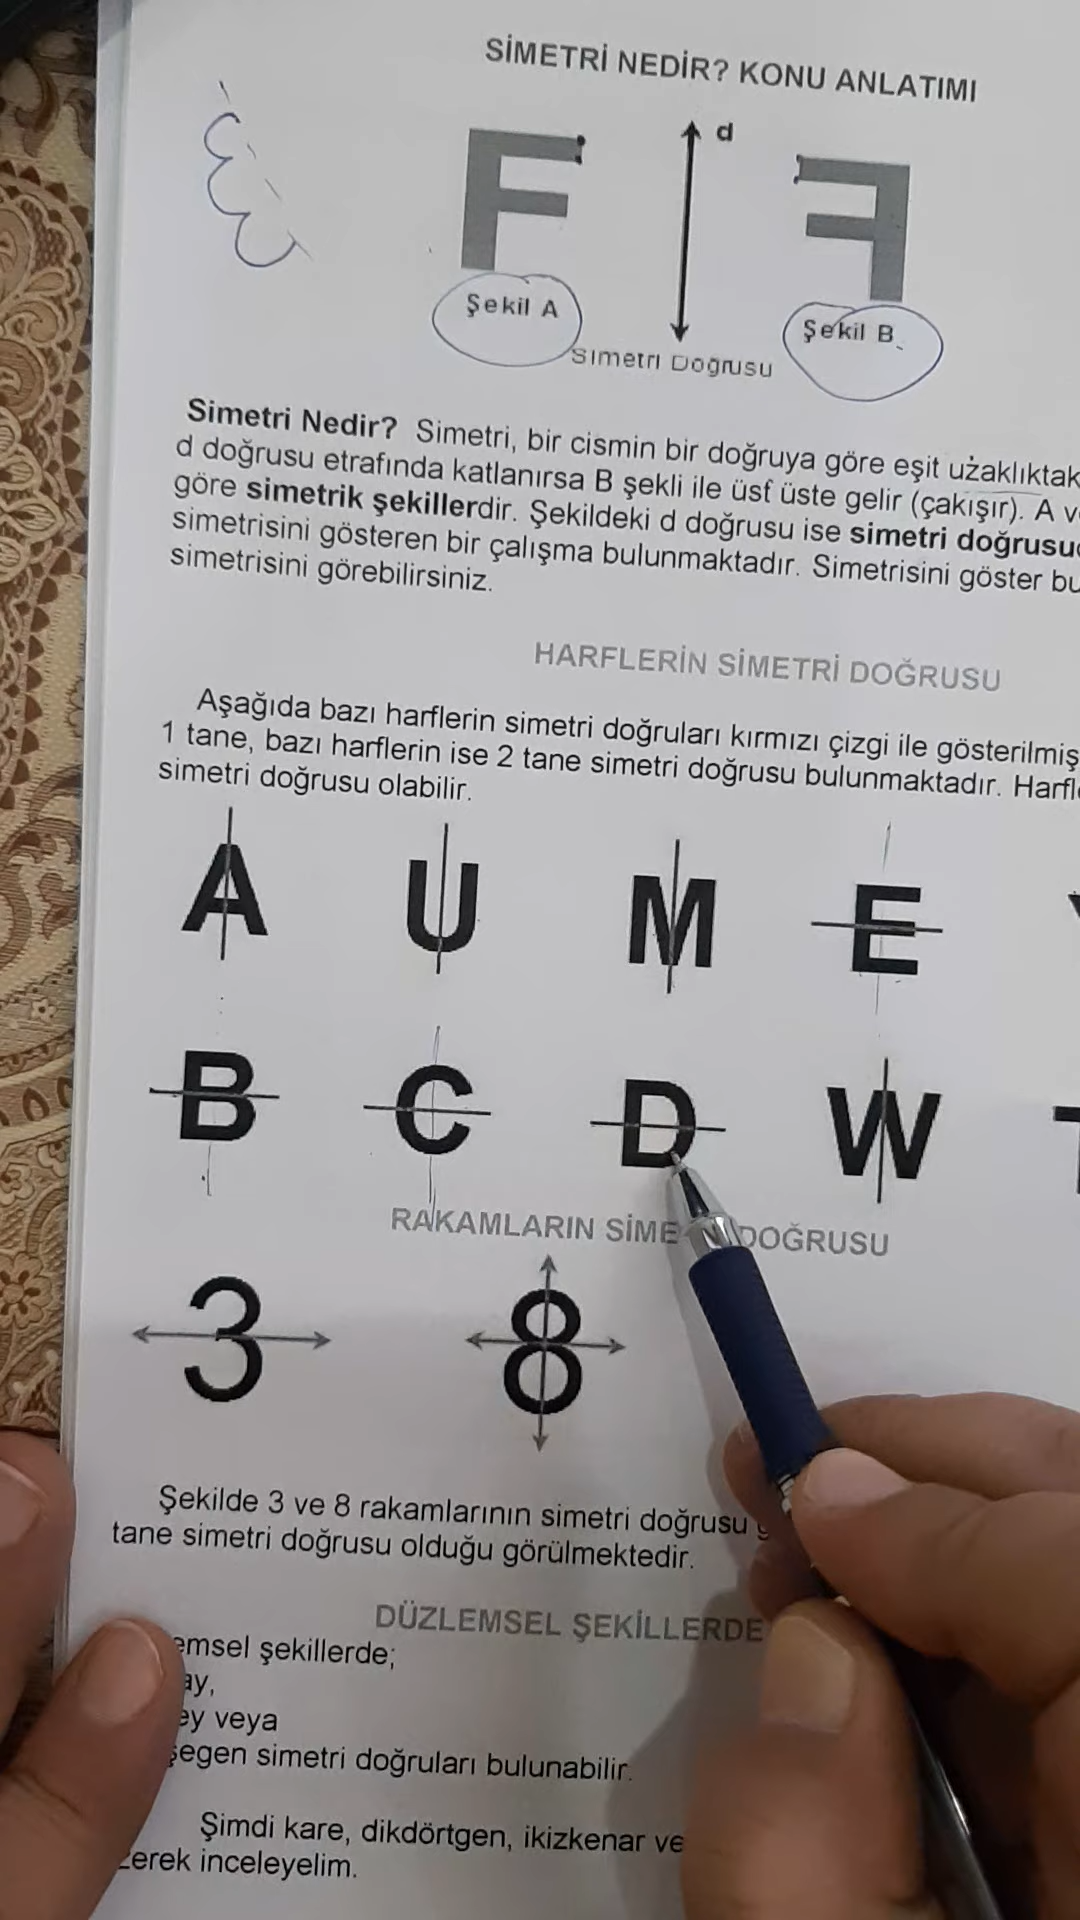 SİMETRİ NEDİR? KONU ANLATIMI
F d F
Şekil A
Şekil B
Simetri Doğrusu
Simetri Nedir? Simetri, bir cismin bir doğruya göre eşit uzaklıktak
d doğrusu etrafında katlanırsa B şekli ile üst üste gelir (çakışır). A v
göre simetrik şekillerdir. Şekildeki d doğrusu ise simetri doğrusu
simetrisini gösteren bir çalışma bulunmaktadır. Simetrisini göster bu
simetrisini görebilirsiniz.
HARFLERİN SİMETRİ DOĞRUSU
Aşağıda bazı harflerin simetri doğruları kırmızı çizgi ile gösterilmiş
1 tane, bazı harflerin ise 2 tane simetri doğrusu bulunmaktadır. Harfl
simetri doğrusu olabilir.
A U M E
B C D W
RAKAMLARIN SİME DOĞRUSU
3 8
Şekilde 3 ve 8 rakamlarının simetri doğrusu g
tane simetri doğrusu olduğu görülmektedir.
DÜZLEMSEL ŞEKİLLERDE
emsel şekillerde;
ay,
ey veya
şegen simetri doğruları bulunabilir.
Şimdi kare, dikdörtgen, ikizkenar ve
zerek inceleyelim.